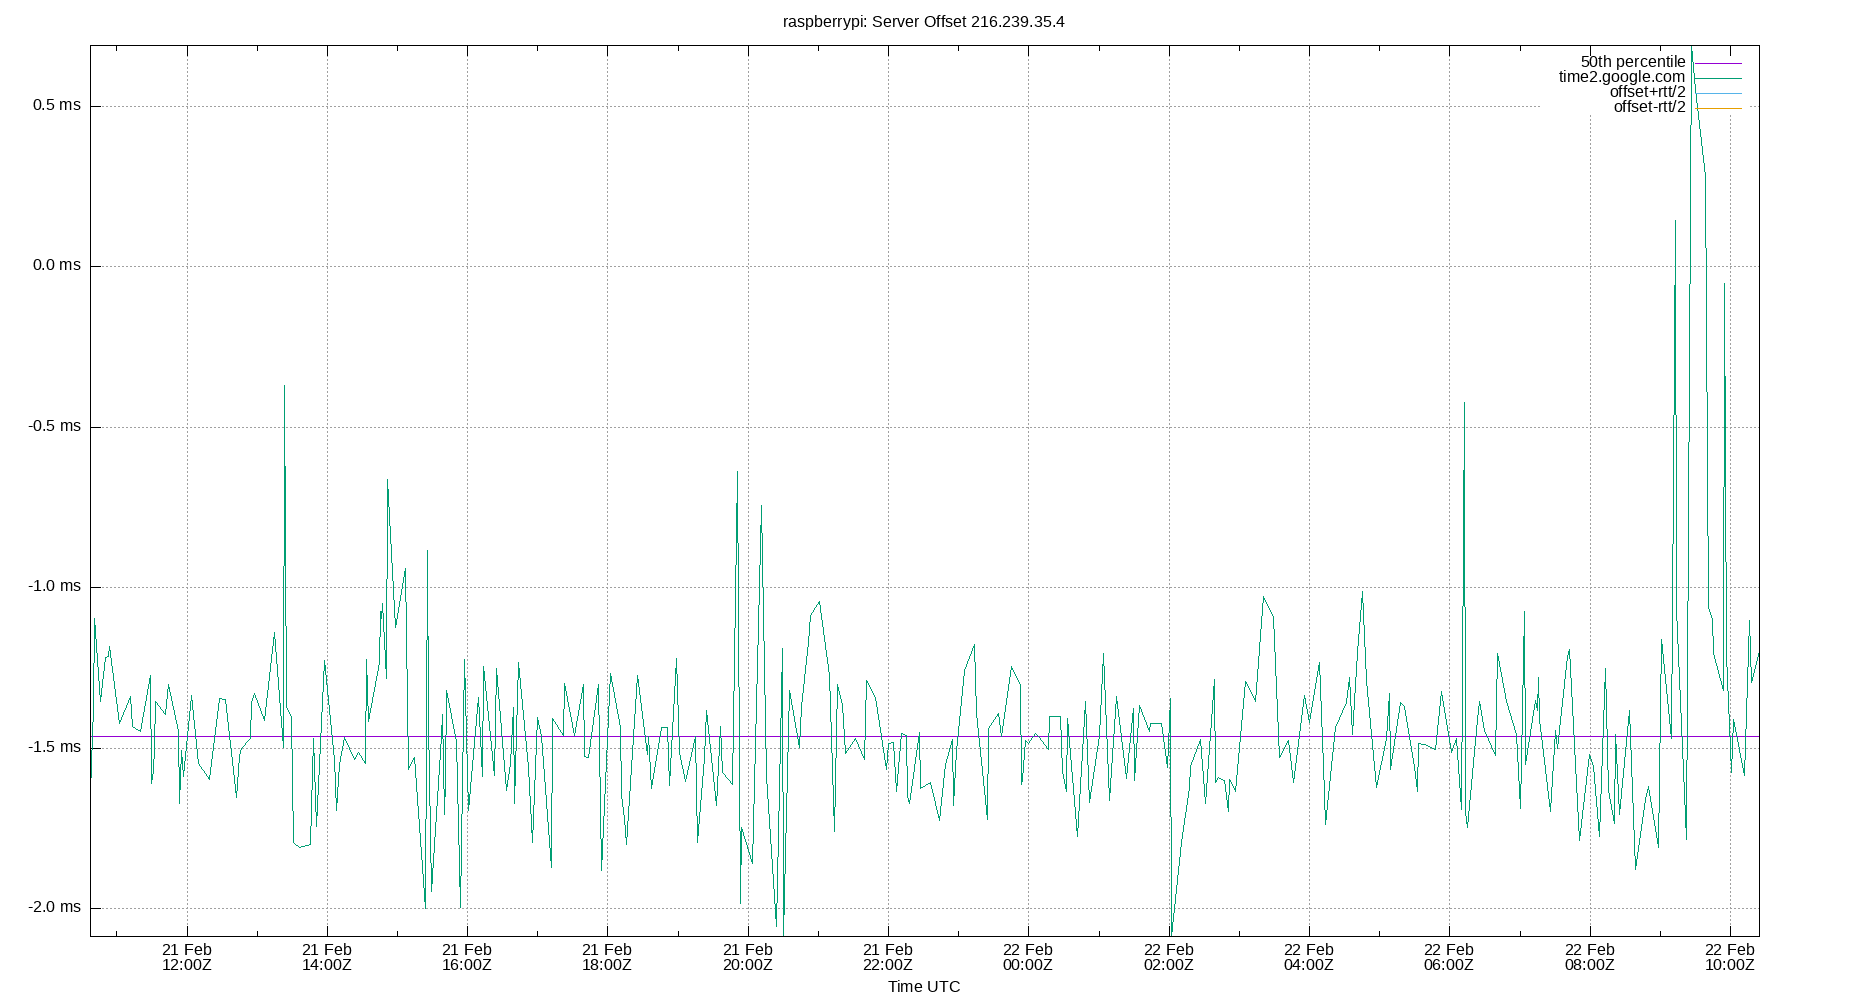 raspberrypi: Server Offset 216.239.35.4
50th percentile
time2.google.com
offset+rtt/2
offset-rtt/2
0.5 ms
0.0 ms
-0.5 ms
-1.0 ms
-1.5 ms
-2.0 ms
21 Feb 21 Feb 21 Feb 21 Feb 21 Feb 21 Feb 22 Feb 22 Feb 22 Feb 22 Feb 22 Feb 22 Feb
12:00Z 14:00Z 16:00Z 18:00Z 20:00Z 22:00Z 00:00Z 02:00Z 04:00Z 06:00Z 08:00Z 10:00Z
Time UTC